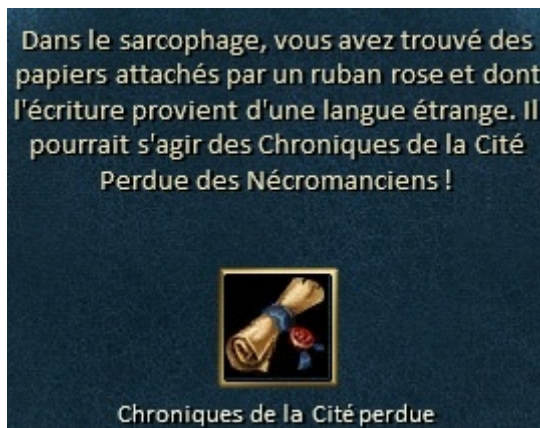 Dans le sarcophage, vous avez trouvé des
papiers attachés par un ruban rose et dont
l'écriture provient d'une langue étrange. Il
pourrait s'agir des Chroniques de la Cité
Perdue des Nécromanciens !
Chroniques de la Cité perdue